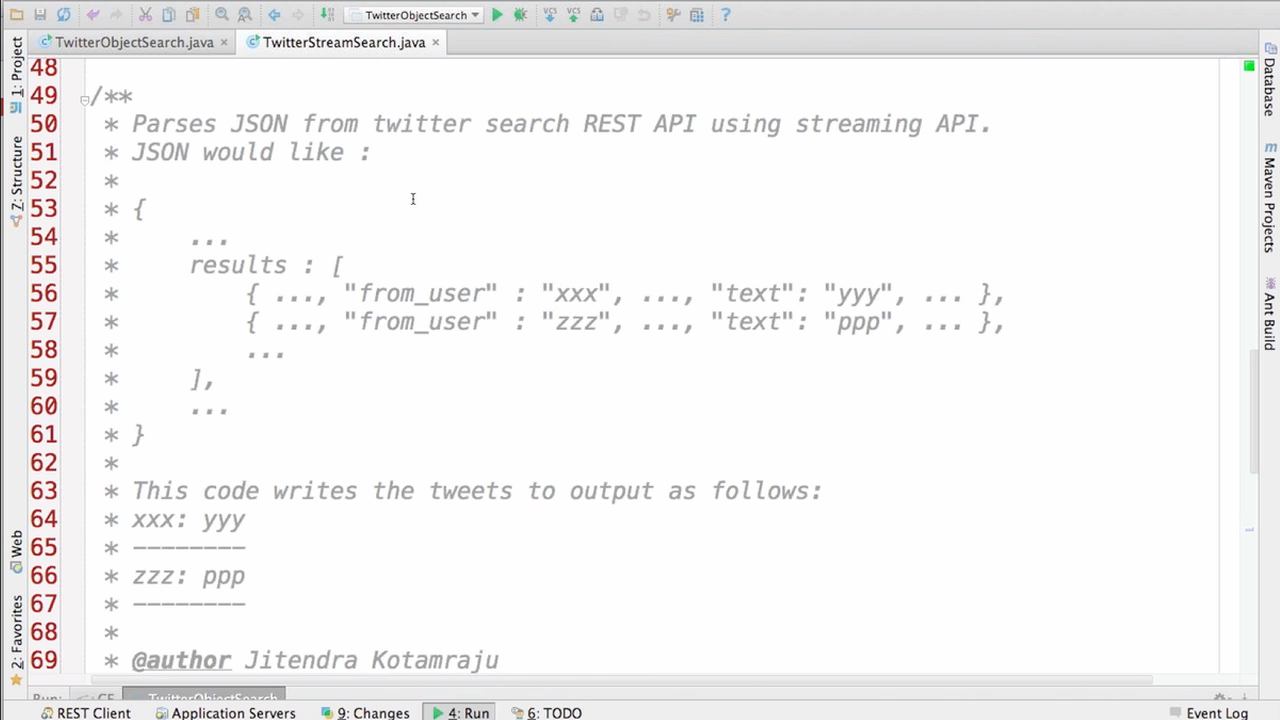 TwitterObjectSearch
TwitterObjectSearch.java
TwitterStreamSearch.java
1: Project
Z: Structure
Web
2: Favorites
Database
m
Maven Projects
Ant Build
48
49 /**
50 * Parses JSON from twitter search REST API using streaming API.
51 * JSON would like :
52 *
53 * {
54 * ...
55 * results : [
56 * { ..., "from_user" : "xxx", ..., "text": "yyy", ... },
57 * { ..., "from_user" : "zzz", ..., "text": "ppp", ... },
58 * ...
59 * ],
60 * ...
61 * }
62 *
63 * This code writes the tweets to output as follows:
64 * xxx: yyy
65 * --------
66 * zzz: ppp
67 * --------
68 *
69 * @author Jitendra Kotamraju
Run: GF TwitterObjectSearch
REST Client Application Servers 9: Changes 4: Run 6: TODO Event Log